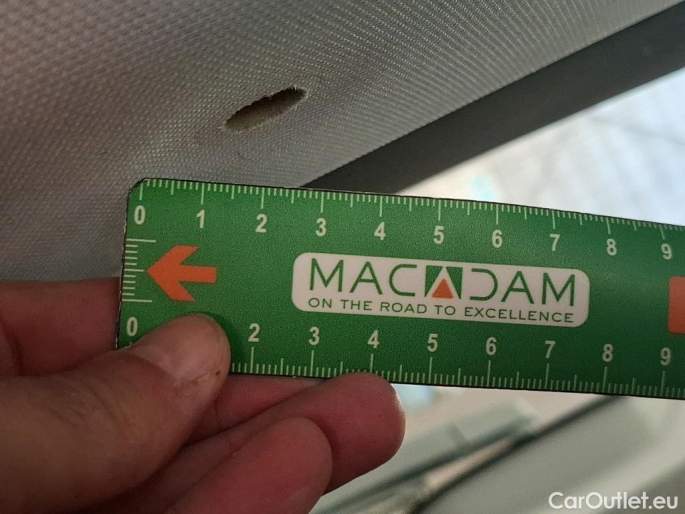 0 1 2 3 4 5 6 7 8 9
MACADAM
ON THE ROAD TO EXCELLENCE
0 2 3 4 5 6 7 8 9
CarOutlet.eu